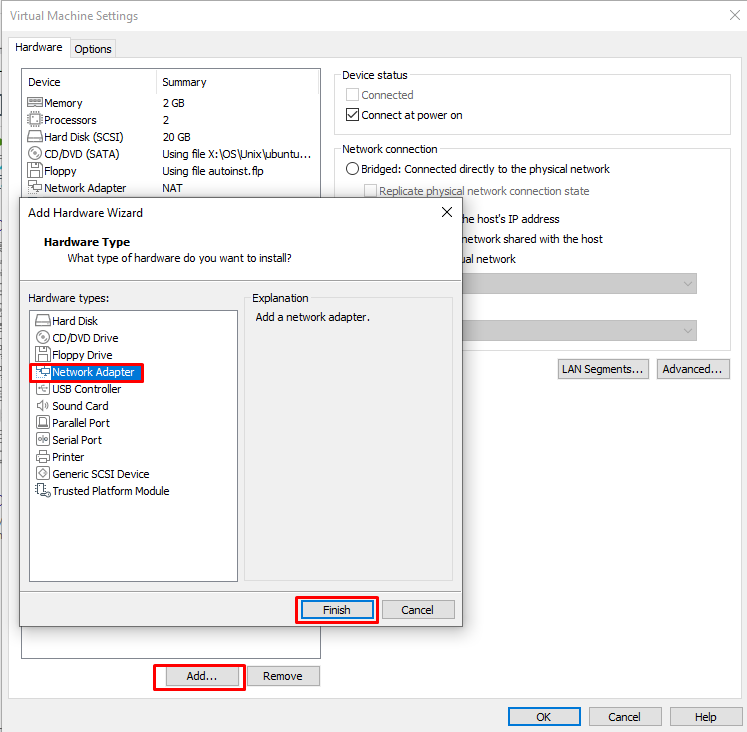 Virtual Machine Settings
Hardware
Options
Device Summary
Memory 2 GB
Processors 2
Hard Disk (SCSI) 20 GB
CD/DVD (SATA) Using file X:\OS\Unix\ubuntu...
Floppy Using file autoinst.flp
Network Adapter NAT
Device status
Connected
Connect at power on
Network connection
Bridged: Connected directly to the physical network
Replicate physical network connection state
he host's IP address
network shared with the host
ual network
LAN Segments...
Advanced...
Add Hardware Wizard
Hardware Type
What type of hardware do you want to install?
Hardware types:
Hard Disk
CD/DVD Drive
Floppy Drive
Network Adapter
USB Controller
Sound Card
Parallel Port
Serial Port
Printer
Generic SCSI Device
Trusted Platform Module
Explanation
Add a network adapter.
Finish
Cancel
Add...
Remove
OK
Cancel
Help